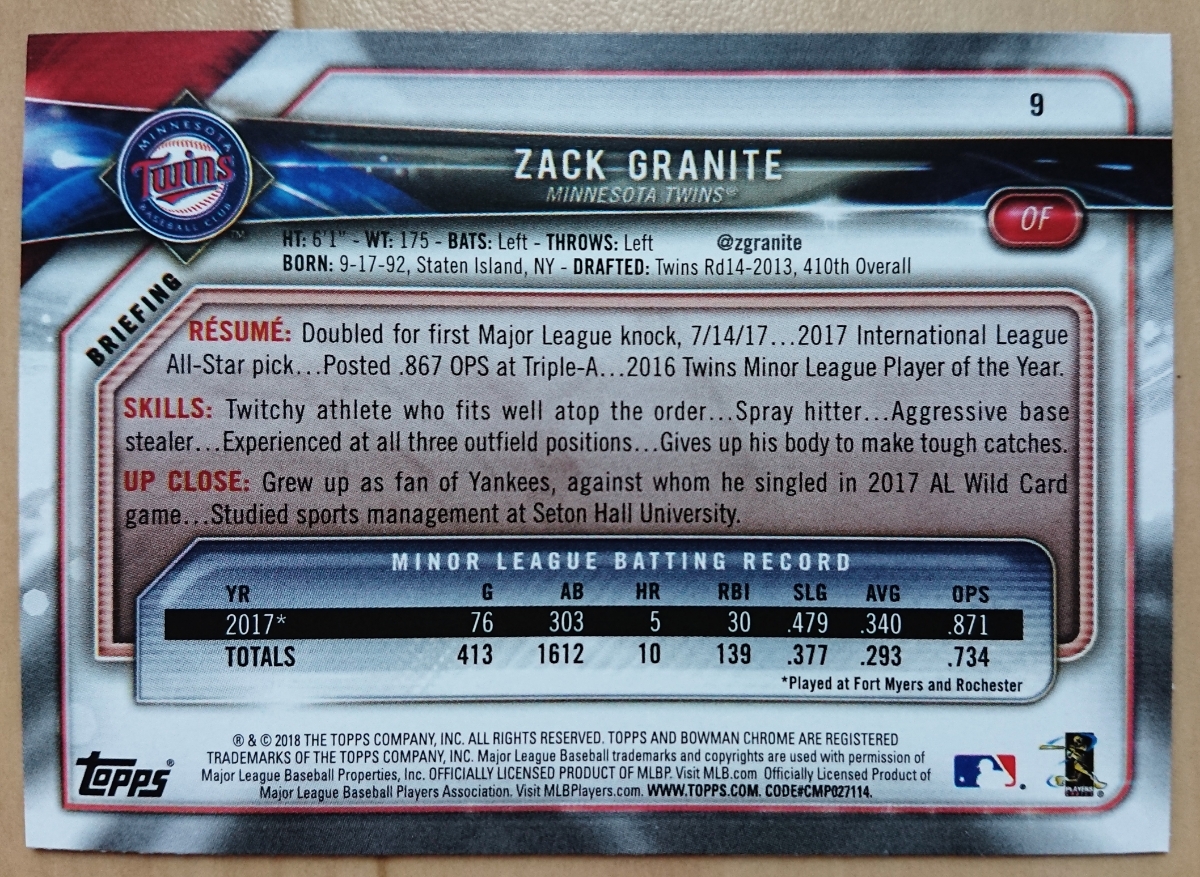 9
MINNESOTA
Twins
BASEBALL CLUB
™
ZACK GRANITE
MINNESOTA TWINS®
OF
HT: 6'1" - WT: 175 - BATS: Left - THROWS: Left @zgranite
BORN: 9-17-92, Staten Island, NY - DRAFTED: Twins Rd14-2013, 410th Overall
BRIEFING
RÉSUMÉ: Doubled for first Major League knock, 7/14/17...2017 International League
All-Star pick...Posted .867 OPS at Triple-A...2016 Twins Minor League Player of the Year.
SKILLS: Twitchy athlete who fits well atop the order...Spray hitter...Aggressive base
stealer...Experienced at all three outfield positions...Gives up his body to make tough catches.
UP CLOSE: Grew up as fan of Yankees, against whom he singled in 2017 AL Wild Card
game...Studied sports management at Seton Hall University.
MINOR LEAGUE BATTING RECORD
YR G AB HR RBI SLG AVG OPS
2017* 76 303 5 30 .479 .340 .871
TOTALS 413 1612 10 139 .377 .293 .734
*Played at Fort Myers and Rochester
® & © 2018 THE TOPPS COMPANY, INC. ALL RIGHTS RESERVED. TOPPS AND BOWMAN CHROME ARE REGISTERED
TRADEMARKS OF THE TOPPS COMPANY, INC. Major League Baseball trademarks and copyrights are used with permission of
Major League Baseball Properties, Inc. OFFICIALLY LICENSED PRODUCT OF MLBP. Visit MLB.com Officially Licensed Product of
Major League Baseball Players Association. Visit MLBPlayers.com. WWW.TOPPS.COM. CODE#CMP027114.
TOPPS®
PLAYERS